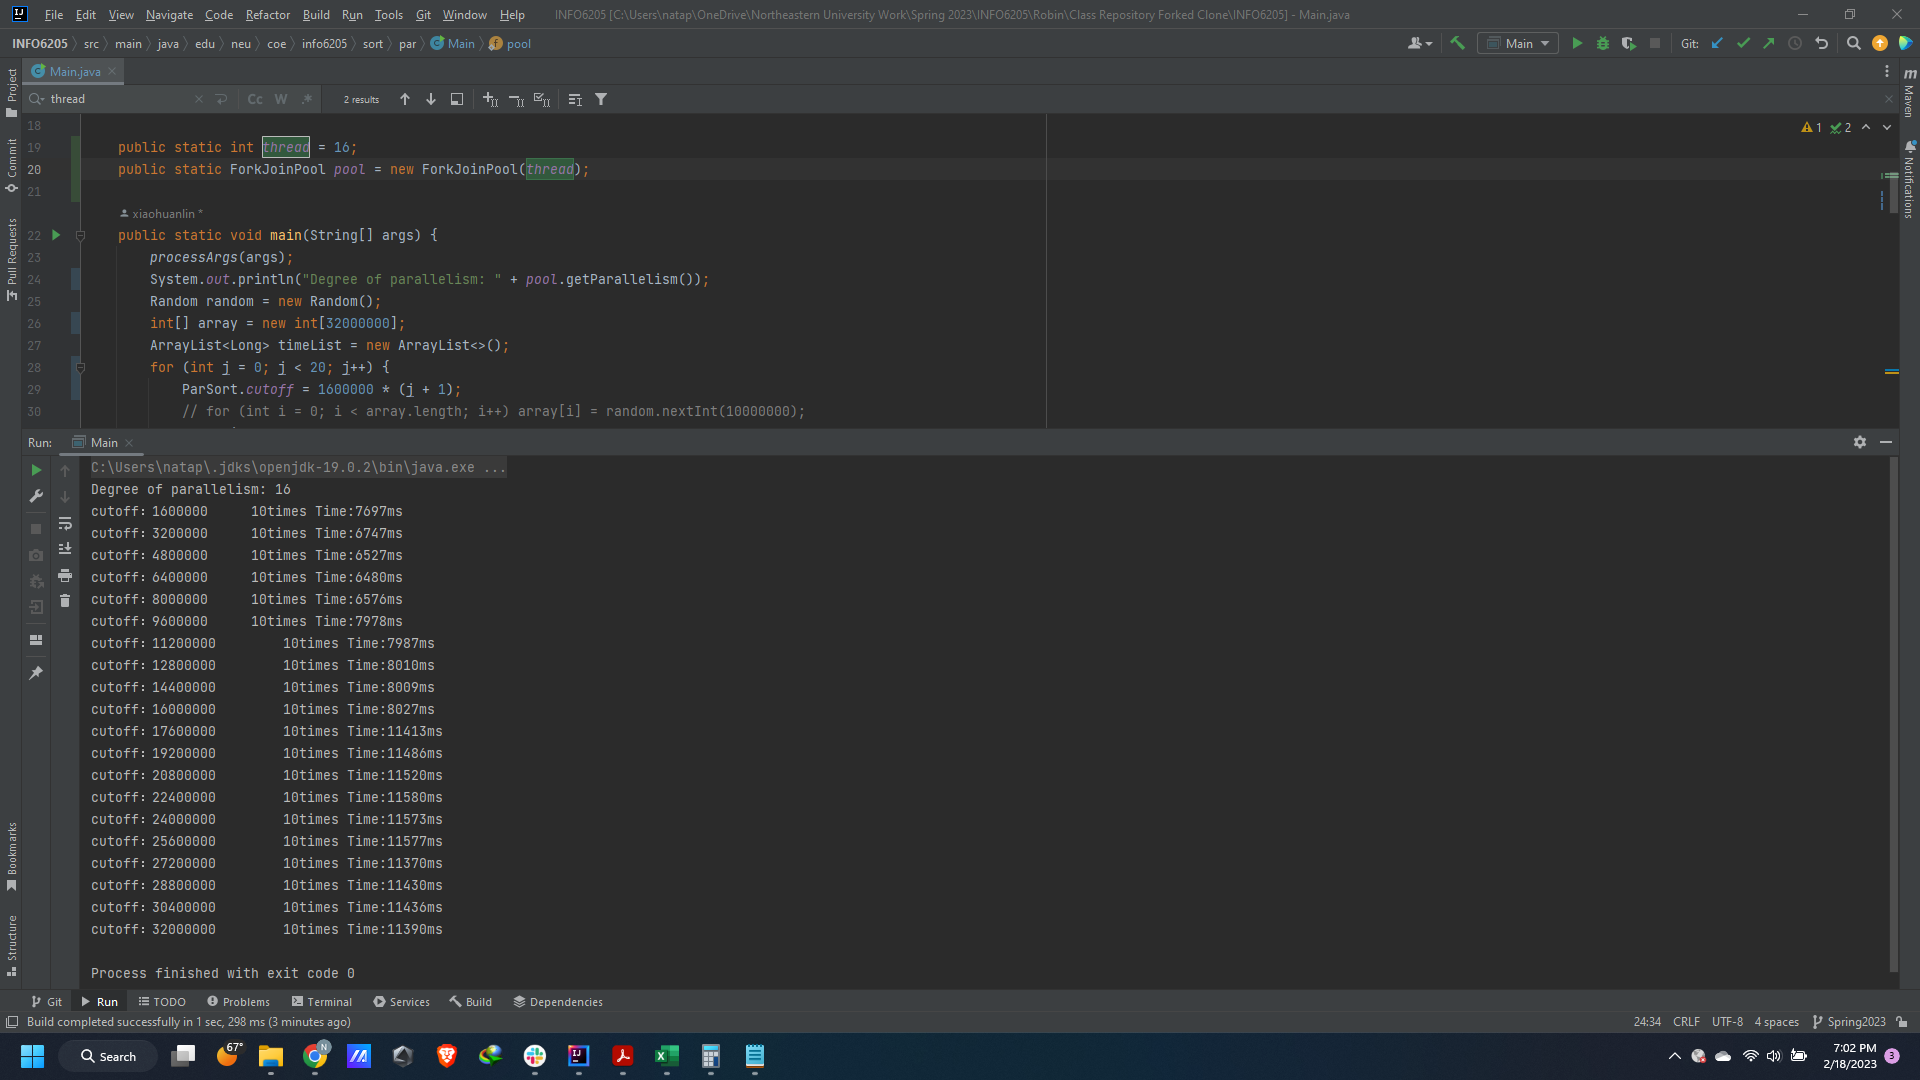 File Edit View Navigate Code Refactor Build Run Tools Git Window Help INFO6205 [C:\Users\natap\OneDrive\Northeastern University Work\Spring 2023\INFO6205\Robin\Class Repository Forked Clone\INFO6205] - Main.java
INFO6205 src main java edu neu coe info6205 sort par Main pool Main Git:
Main.java
thread Cc W .* 2 results
18
1 2
19 public static int thread = 16;
20 public static ForkJoinPool pool = new ForkJoinPool(thread);
21
xiaohuanlin *
22 public static void main(String[] args) {
23 processArgs(args);
24 System.out.println("Degree of parallelism: " + pool.getParallelism());
25 Random random = new Random();
26 int[] array = new int[32000000];
27 ArrayList<Long> timeList = new ArrayList<>();
28 for (int j = 0; j < 20; j++) {
29 ParSort.cutoff = 1600000 * (j + 1);
30 // for (int i = 0; i < array.length; i++) array[i] = random.nextInt(10000000);
Project
Commit
Pull Requests
Bookmarks
Structure
m
Maven
Notifications
Run: Main
C:\Users\natap\.jdks\openjdk-19.0.2\bin\java.exe ...
Degree of parallelism: 16
cutoff: 1600000 10times Time:7697ms
cutoff: 3200000 10times Time:6747ms
cutoff: 4800000 10times Time:6527ms
cutoff: 6400000 10times Time:6480ms
cutoff: 8000000 10times Time:6576ms
cutoff: 9600000 10times Time:7978ms
cutoff: 11200000 10times Time:7987ms
cutoff: 12800000 10times Time:8010ms
cutoff: 14400000 10times Time:8009ms
cutoff: 16000000 10times Time:8027ms
cutoff: 17600000 10times Time:11413ms
cutoff: 19200000 10times Time:11486ms
cutoff: 20800000 10times Time:11520ms
cutoff: 22400000 10times Time:11580ms
cutoff: 24000000 10times Time:11573ms
cutoff: 25600000 10times Time:11577ms
cutoff: 27200000 10times Time:11370ms
cutoff: 28800000 10times Time:11430ms
cutoff: 30400000 10times Time:11436ms
cutoff: 32000000 10times Time:11390ms
Process finished with exit code 0
Git Run TODO Problems Terminal Services Build Dependencies
Build completed successfully in 1 sec, 298 ms (3 minutes ago) 24:34 CRLF UTF-8 4 spaces Spring2023
Search 67° N 7:02 PM
2/18/2023 3